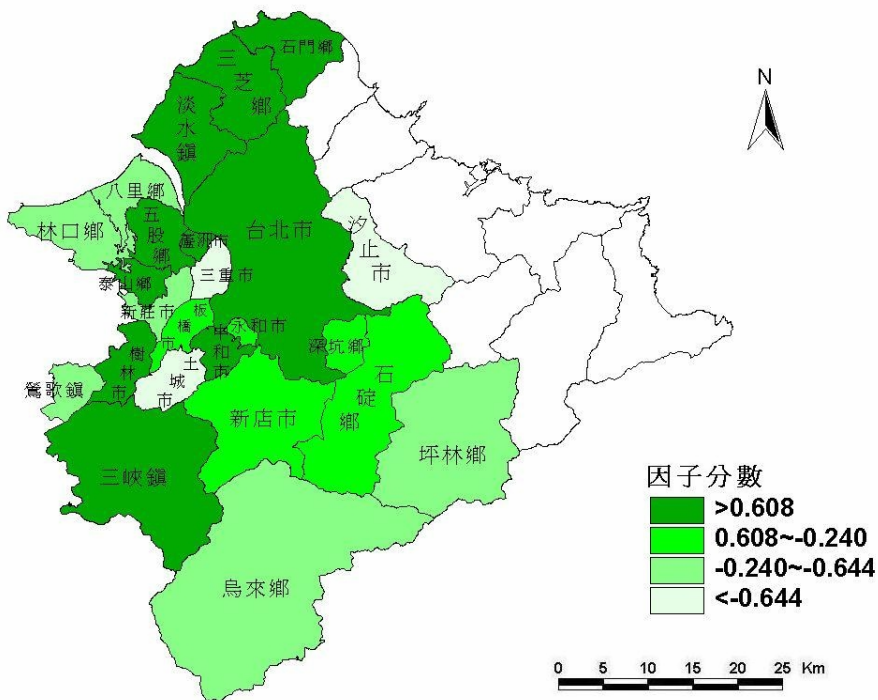 N
石門鄉
三芝鄉
淡水鎮
八里鄉
林口鄉
五股鄉
蘆洲市
台北市
汐止市
三重市
泰山鄉
新莊市
板橋市
永和市
中和市
深坑鄉
樹林市
土城市
鶯歌鎮
石碇鄉
新店市
坪林鄉
三峽鎮
烏來鄉
因子分數
>0.608
0.608~-0.240
-0.240~-0.644
<-0.644
0 5 10 15 20 25 Km